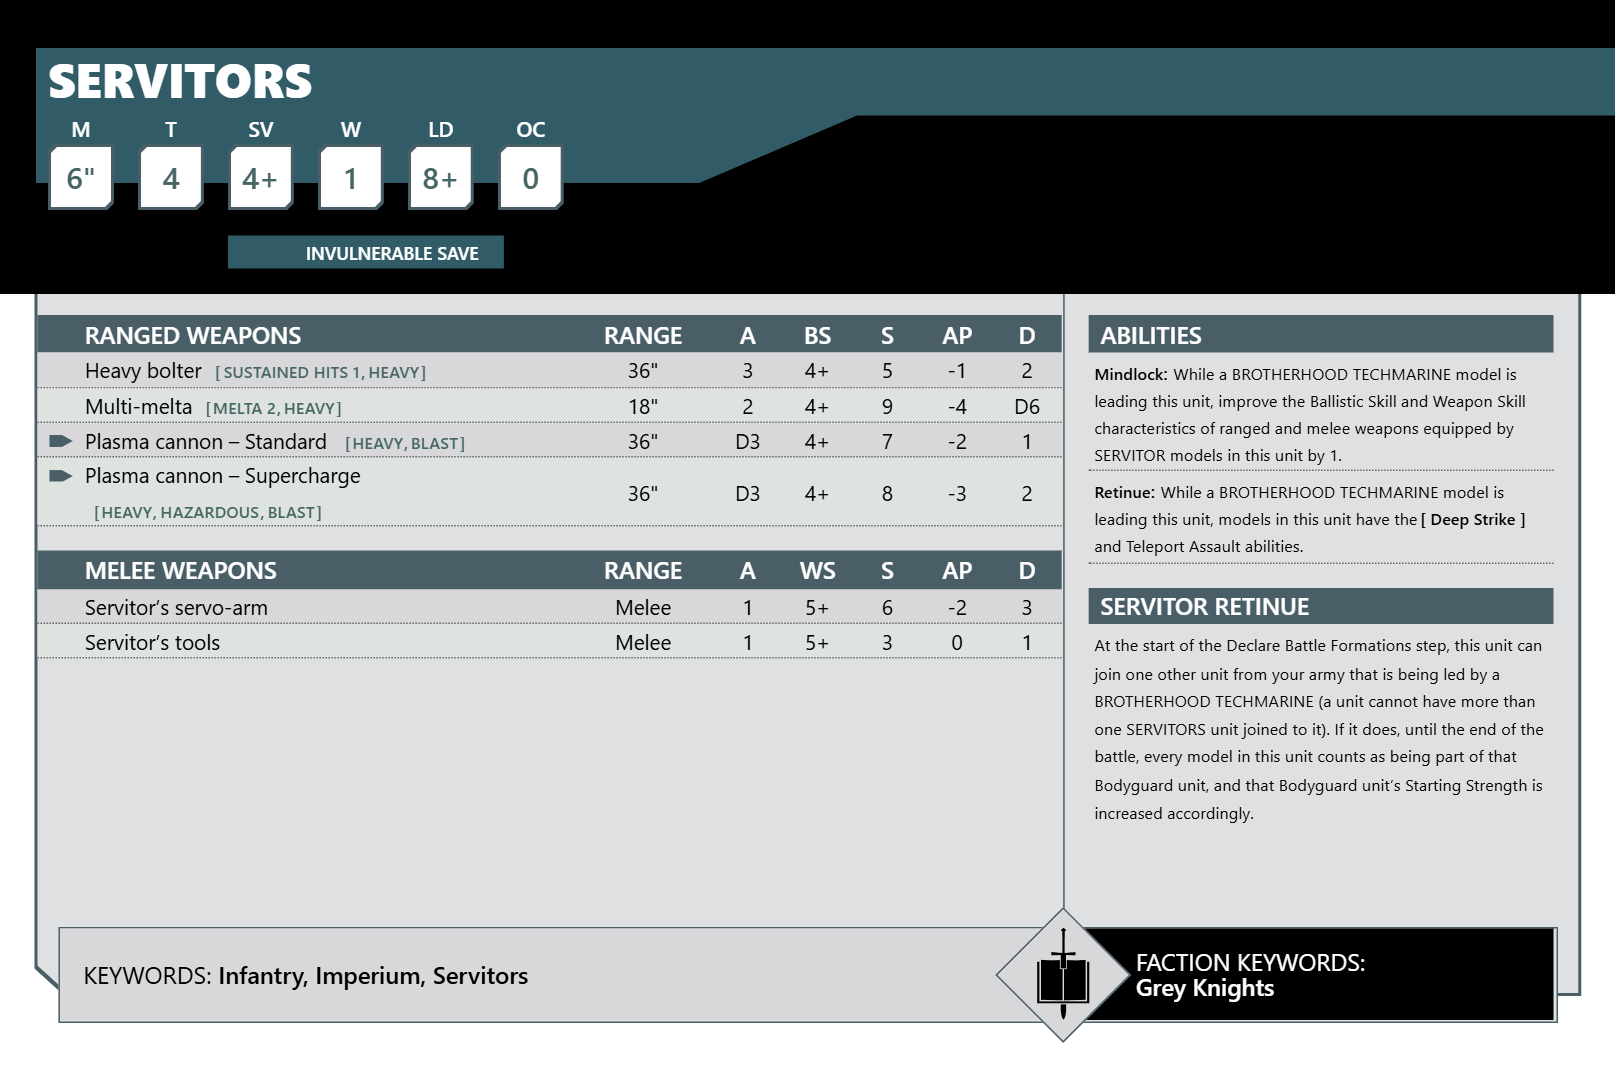 SERVITORS
M T SV W LD OC
6" 4 4+ 1 8+ 0
INVULNERABLE SAVE
RANGED WEAPONS RANGE A BS S AP D
Heavy bolter [ SUSTAINED HITS 1, HEAVY] 36" 3 4+ 5 -1 2
Multi-melta [MELTA 2, HEAVY] 18" 2 4+ 9 -4 D6
Plasma cannon – Standard [HEAVY, BLAST] 36" D3 4+ 7 -2 1
Plasma cannon – Supercharge
[HEAVY, HAZARDOUS, BLAST] 36" D3 4+ 8 -3 2
MELEE WEAPONS RANGE A WS S AP D
Servitor’s servo-arm Melee 1 5+ 6 -2 3
Servitor’s tools Melee 1 5+ 3 0 1
ABILITIES
Mindlock: While a BROTHERHOOD TECHMARINE model is
leading this unit, improve the Ballistic Skill and Weapon Skill
characteristics of ranged and melee weapons equipped by
SERVITOR models in this unit by 1.
Retinue: While a BROTHERHOOD TECHMARINE model is
leading this unit, models in this unit have the [ Deep Strike ]
and Teleport Assault abilities.
SERVITOR RETINUE
At the start of the Declare Battle Formations step, this unit can
join one other unit from your army that is being led by a
BROTHERHOOD TECHMARINE (a unit cannot have more than
one SERVITORS unit joined to it). If it does, until the end of the
battle, every model in this unit counts as being part of that
Bodyguard unit, and that Bodyguard unit’s Starting Strength is
increased accordingly.
KEYWORDS: Infantry, Imperium, Servitors
FACTION KEYWORDS:
Grey Knights